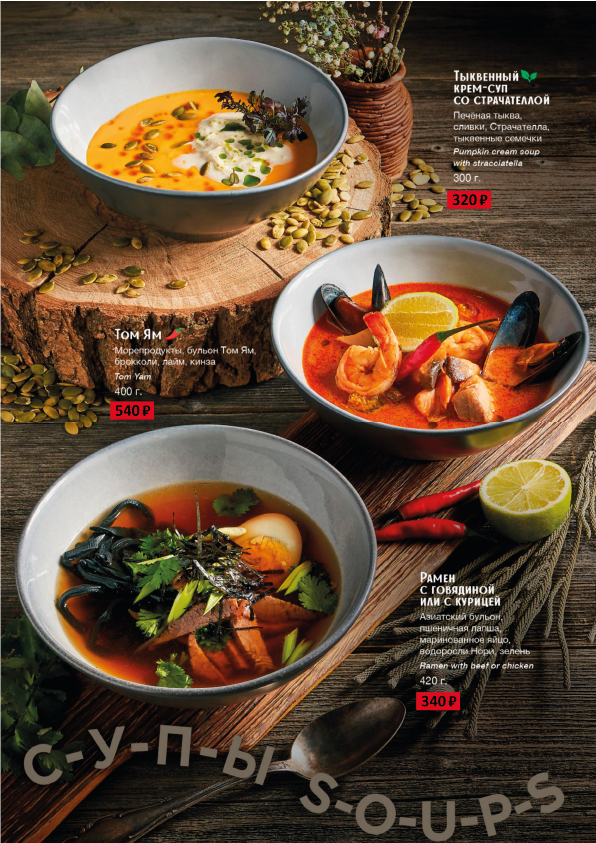 Тыквенный
крем-суп
со страчателлой
Печёная тыква,
сливки, Страчателла,
тыквенные семечки
Pumpkin cream soup
with stracciatella
300 г.
320 ₽
Том Ям
Морепродукты, бульон Том Ям,
брокколи, лайм, кинза
Tom Yam
400 г.
540 ₽
Рамен
с говядиной
или с курицей
Азиатский бульон,
пшеничная лапша,
маринованное яйцо,
водоросли Нори, зелень
Ramen with beef or chicken
420 г.
340 ₽
С-У-П-Ы
S-O-U-P-S